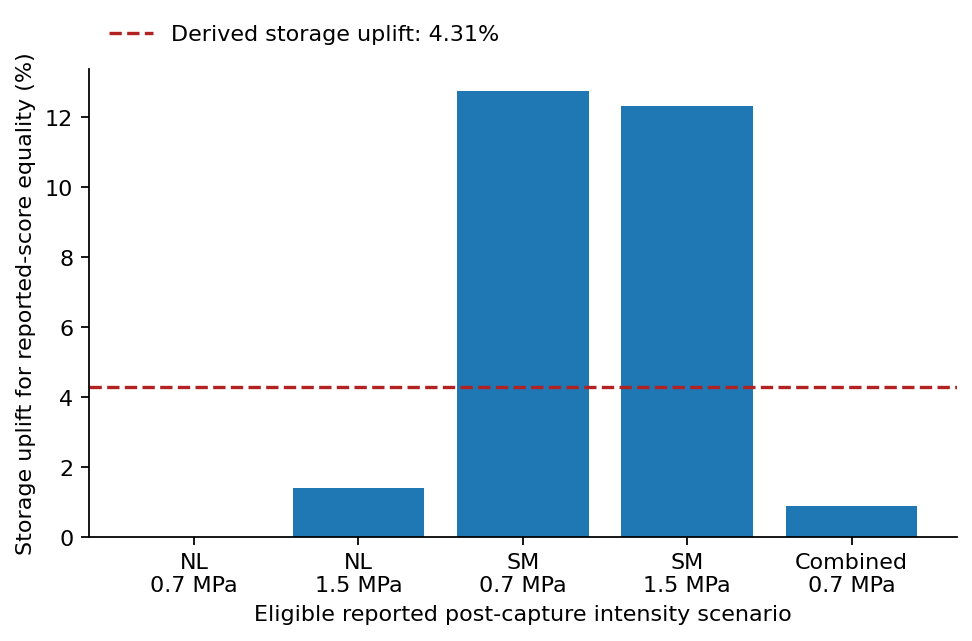 Derived storage uplift: 4.31%
Storage uplift for reported-score equality (%)
12
10
8
6
4
2
0
NL
0.7 MPa
NL
1.5 MPa
SM
0.7 MPa
SM
1.5 MPa
Combined
0.7 MPa
Eligible reported post-capture intensity scenario